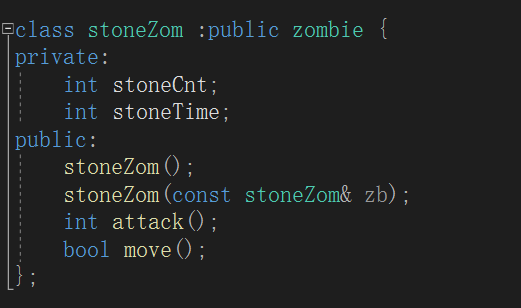 class stoneZom :public zombie {
private:
    int stoneCnt;
    int stoneTime;
public:
    stoneZom();
    stoneZom(const stoneZom& zb);
    int attack();
    bool move();
};